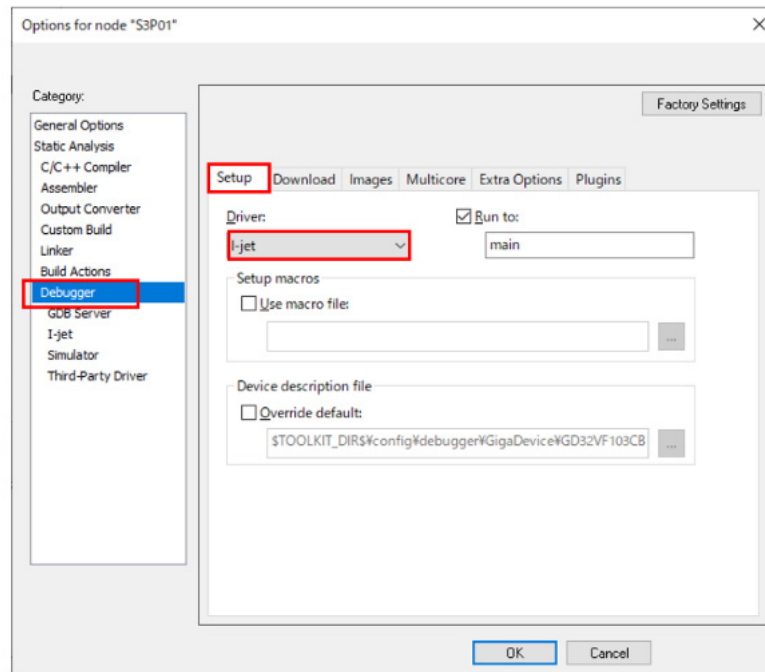 Options for node "S3P01"
Category:
General Options
Static Analysis
C/C++ Compiler
Assembler
Output Converter
Custom Build
Linker
Build Actions
Debugger
GDB Server
I-jet
Simulator
Third-Party Driver
Factory Settings
Setup Download Images Multicore Extra Options Plugins
Driver:
I-jet
Run to:
main
Setup macros
Use macro file:
...
Device description file
Override default:
$TOOLKIT_DIR$¥config¥debugger¥GigaDevice¥GD32VF103CB
...
OK Cancel